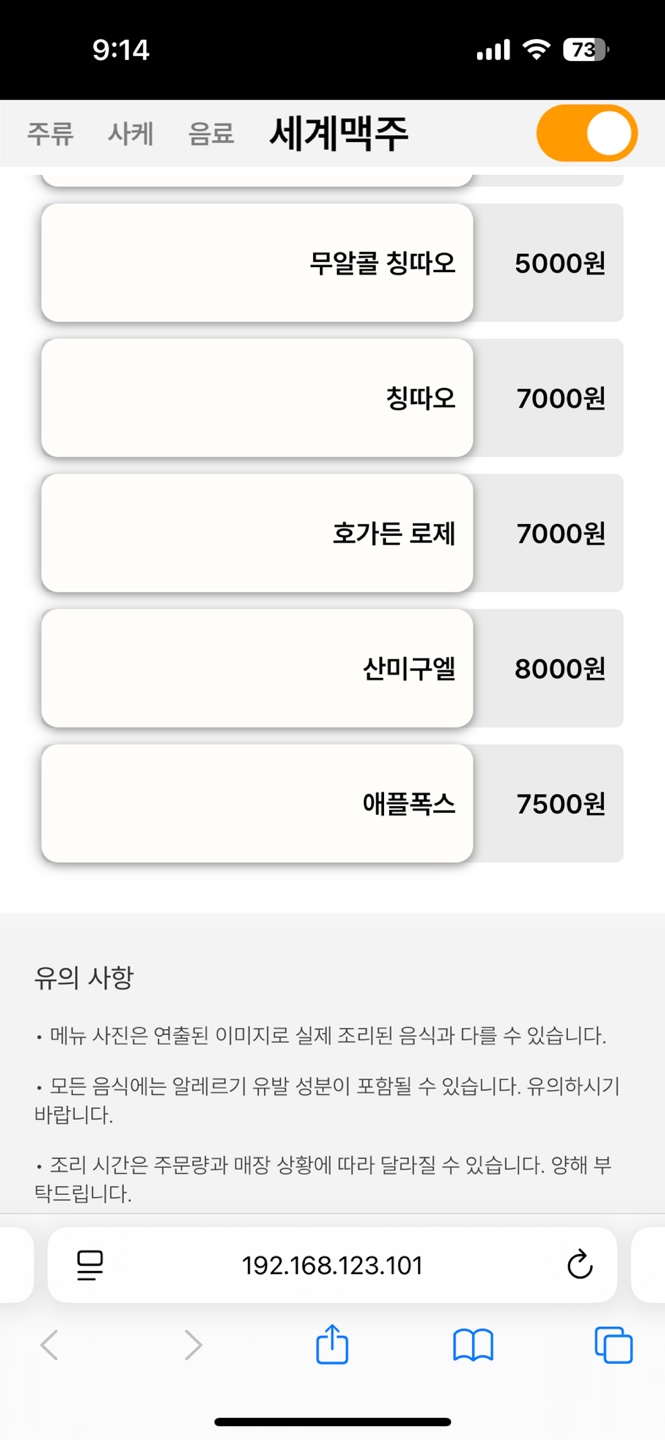 9:14
73
주류 사케 음료 세계맥주
무알콜 칭따오 5000원
칭따오 7000원
호가든 로제 7000원
산미구엘 8000원
애플폭스 7500원
유의 사항
• 메뉴 사진은 연출된 이미지로 실제 조리된 음식과 다를 수 있습니다.
• 모든 음식에는 알레르기 유발 성분이 포함될 수 있습니다. 유의하시기
바랍니다.
• 조리 시간은 주문량과 매장 상황에 따라 달라질 수 있습니다. 양해 부
탁드립니다.
192.168.123.101